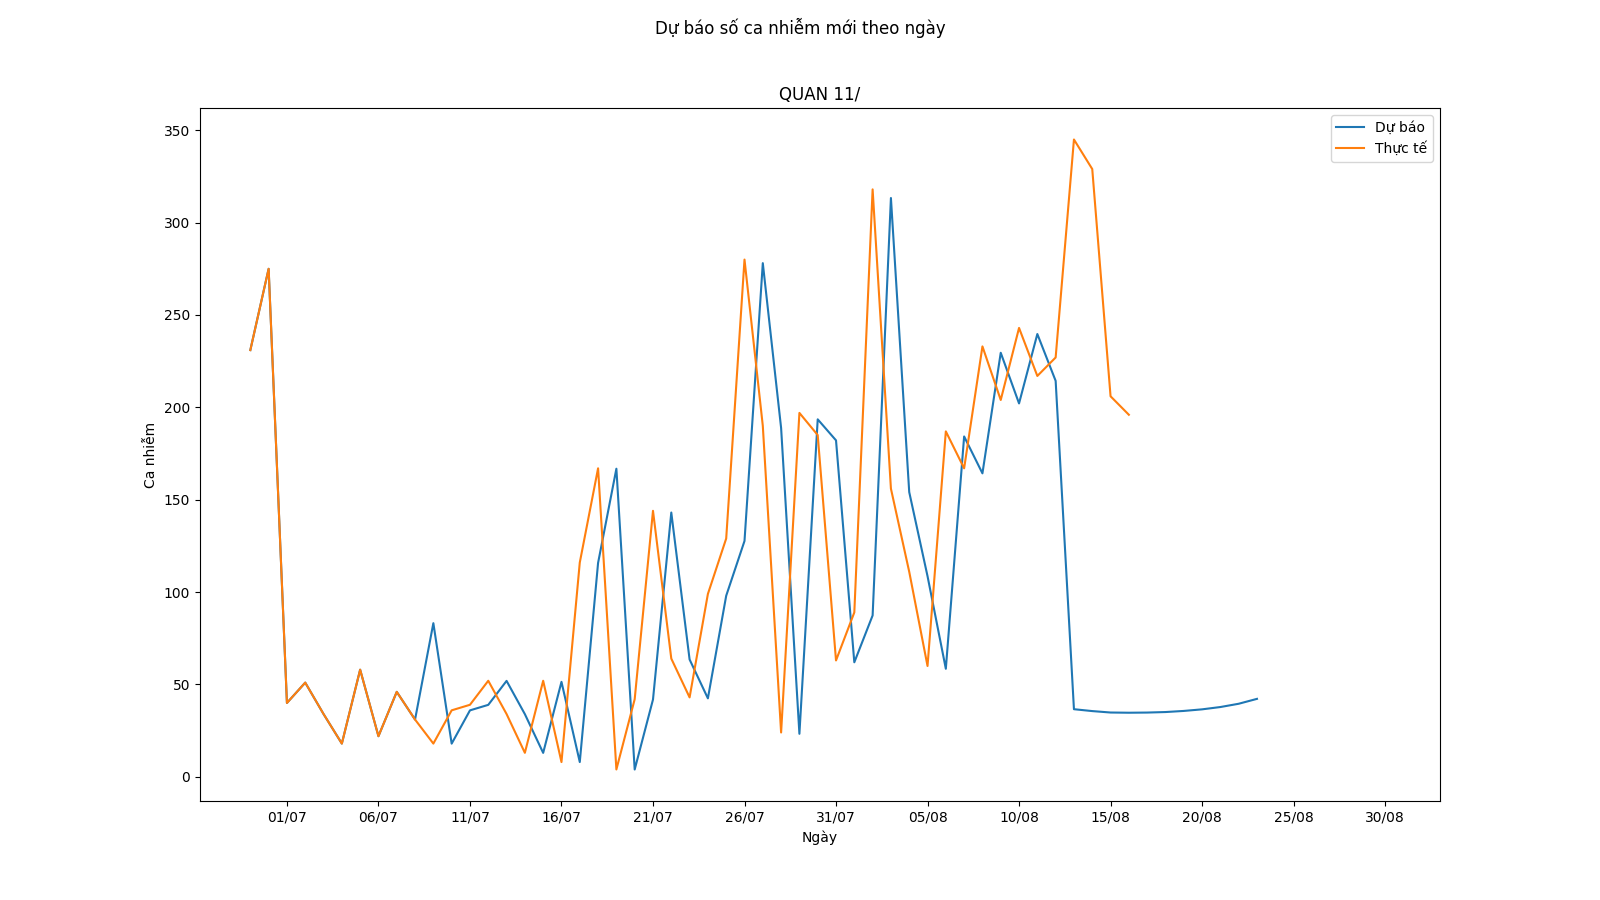 Dự báo số ca nhiễm mới theo ngày
QUAN 11/
Dự báo
Thực tế
350
300
250
200
150
100
50
0
Ca nhiễm
01/07 06/07 11/07 16/07 21/07 26/07 31/07 05/08 10/08 15/08 20/08 25/08 30/08
Ngày